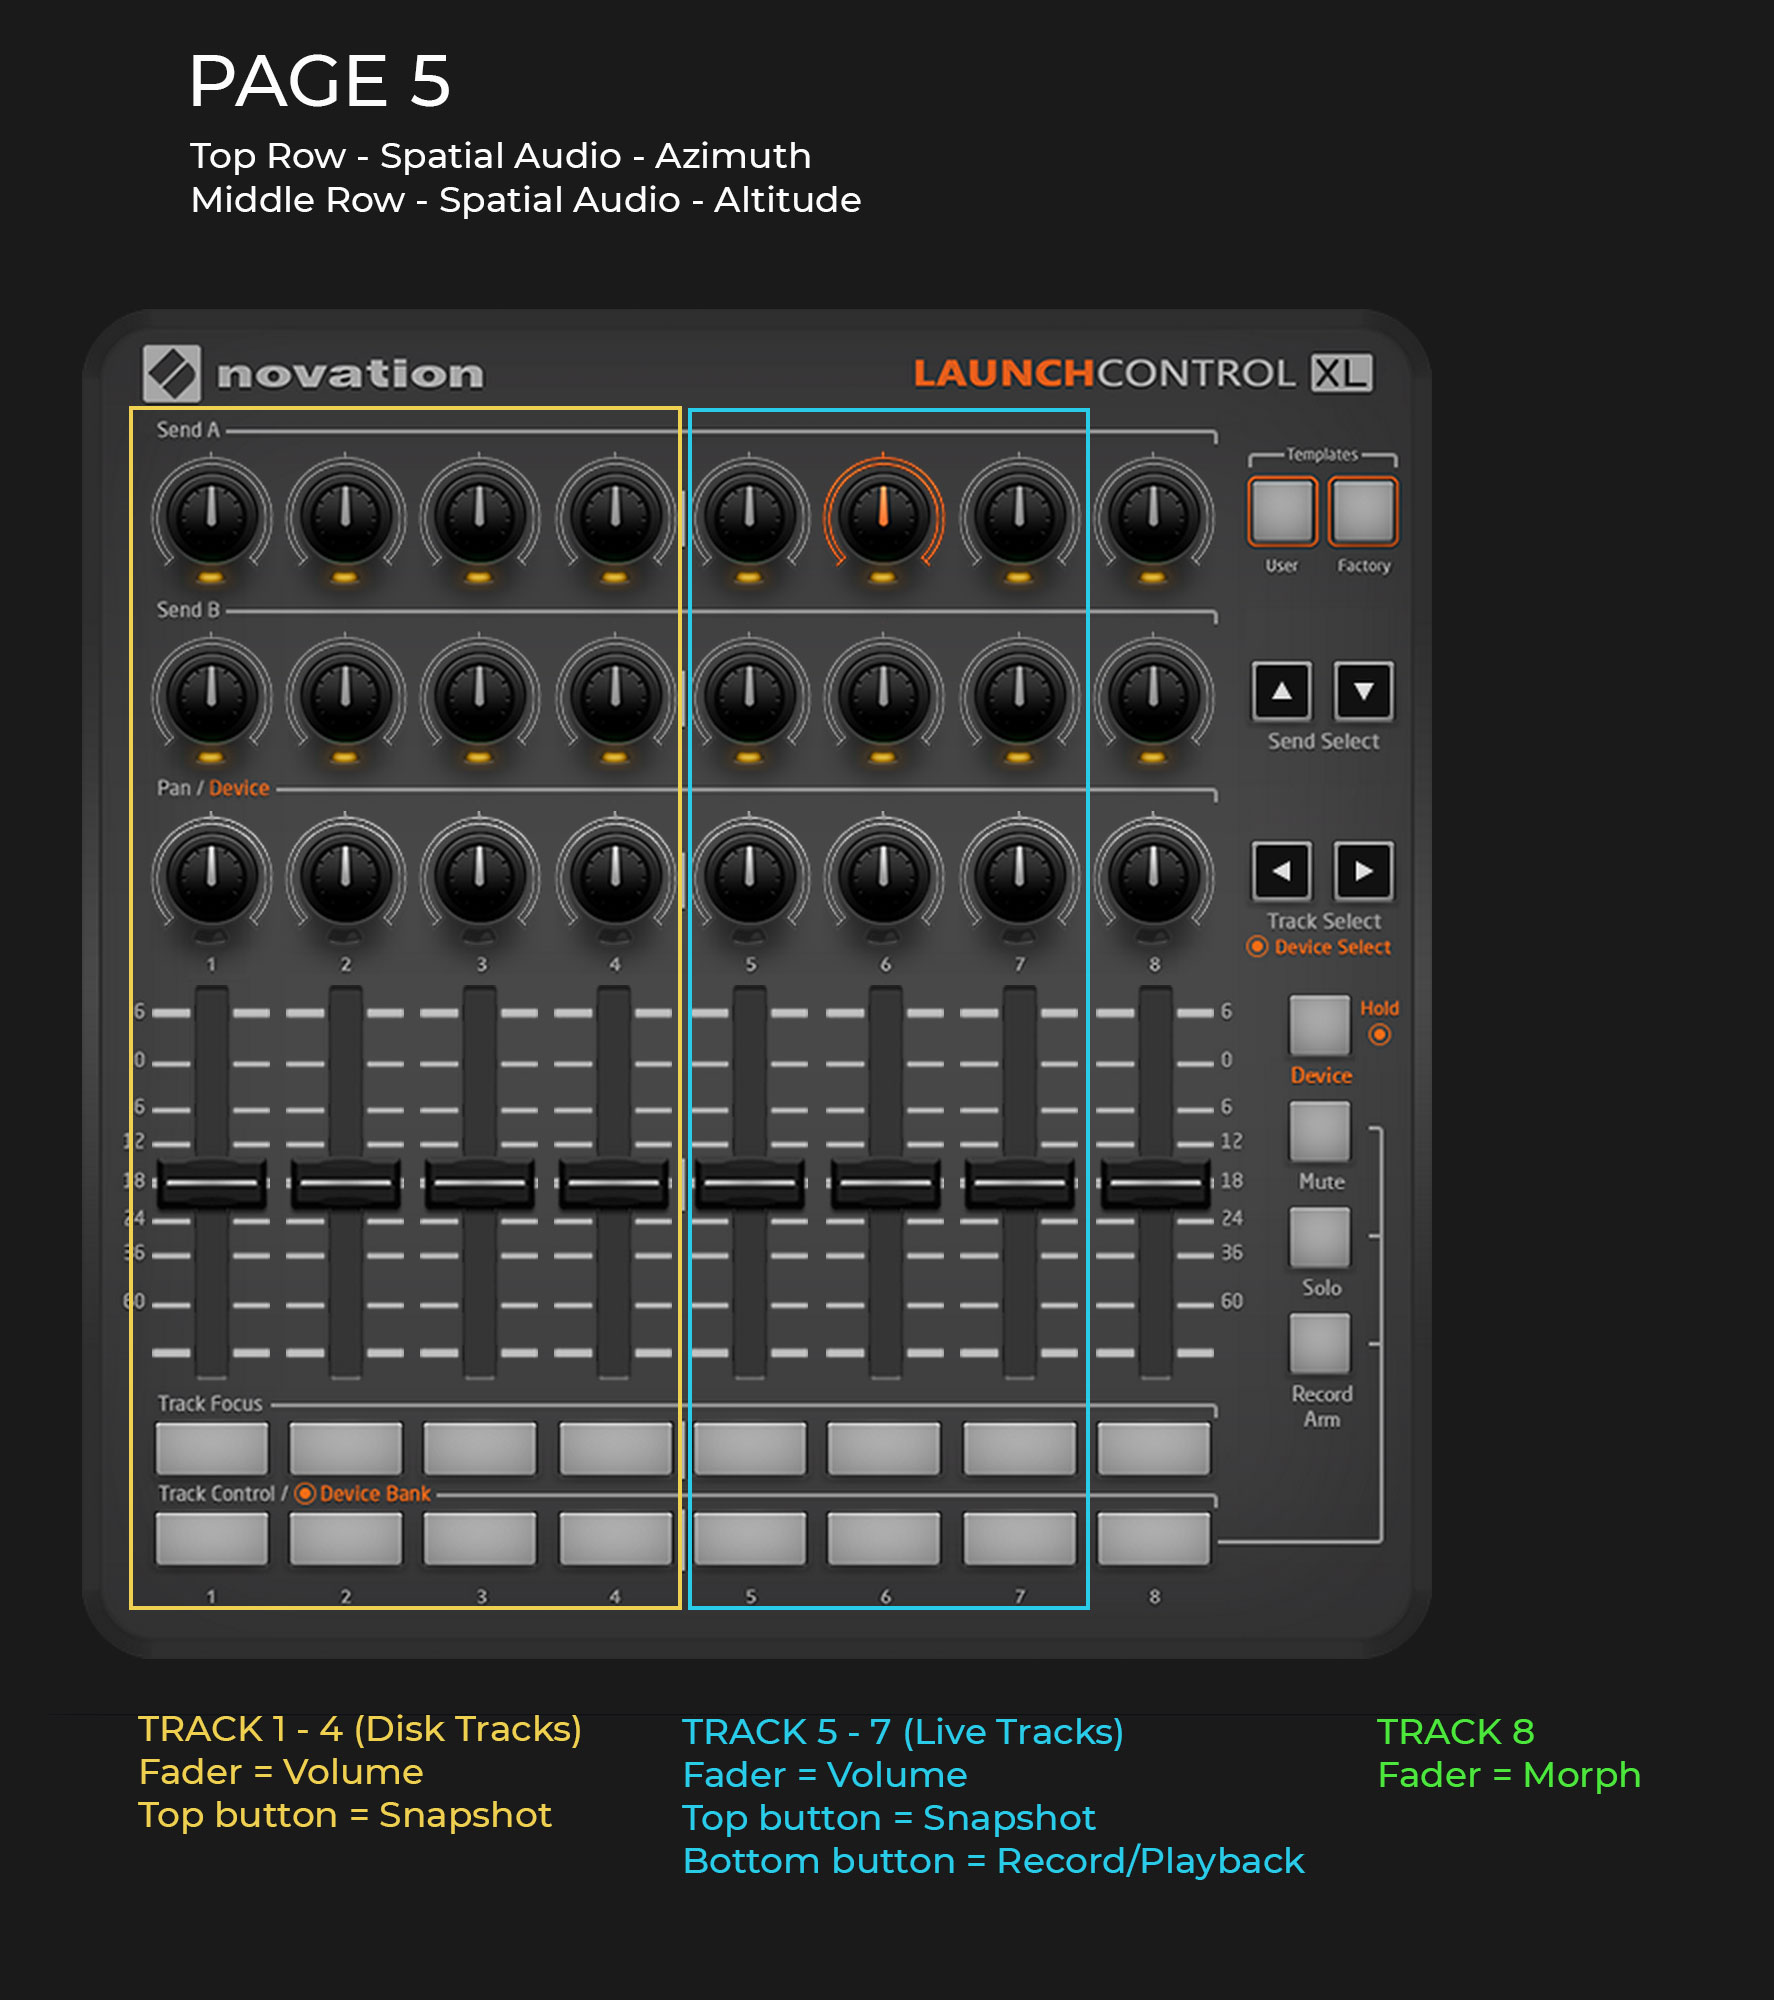 PAGE 5
Top Row - Spatial Audio - Azimuth
Middle Row - Spatial Audio - Altitude
novation
LAUNCHCONTROL XL
Send A
Templates
User Factory
Send B
Send Select
Pan / Device
Track Select
Device Select
1 2 3 4 5 6 7 8
6 6
Hold
0 0
Device
6 6
12 12
18 18
Mute
24 24
36 36
Solo
60 60
Record
Arm
Track Focus
Track Control / Device Bank
1 2 3 4 5 6 7 8
TRACK 1 - 4 (Disk Tracks)
Fader = Volume
Top button = Snapshot
TRACK 5 - 7 (Live Tracks)
Fader = Volume
Top button = Snapshot
Bottom button = Record/Playback
TRACK 8
Fader = Morph